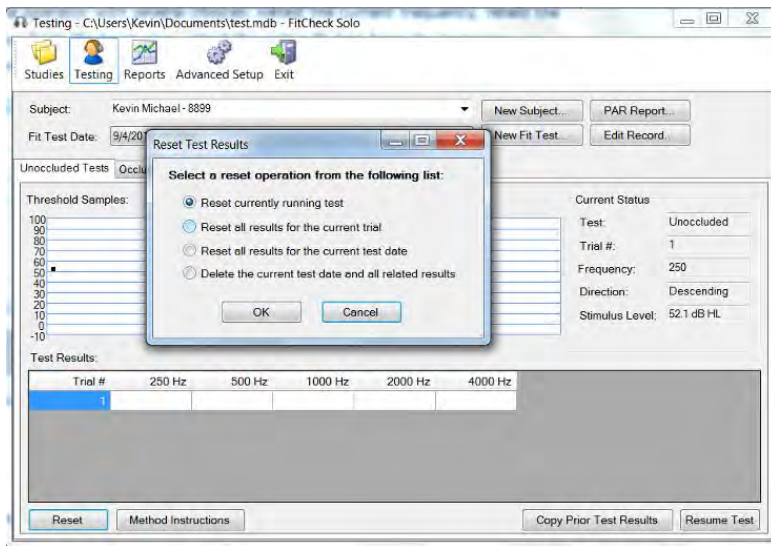 Testing - C:\Users\Kevin\Documents\test.mdb - FitCheck Solo
Studies Testing Reports Advanced Setup Exit
Subject: Kevin Michael - 8899 New Subject... PAR Report...
Fit Test Date: 9/4/20 New Fit Test... Edit Record...
Reset Test Results
Unoccluded Tests Occlu
Select a reset operation from the following list:
Reset currently running test
Reset all results for the current trial
Reset all results for the current test date
Delete the current test date and all related results
OK Cancel
Threshold Samples:
100
90
80
70
60
50
40
30
20
10
0
-10
Current Status
Test: Unoccluded
Trial #: 1
Frequency: 250
Direction: Descending
Stimulus Level: 52.1 dB HL
Test Results:
Trial # 250 Hz 500 Hz 1000 Hz 2000 Hz 4000 Hz
1
Reset Method Instructions Copy Prior Test Results Resume Test